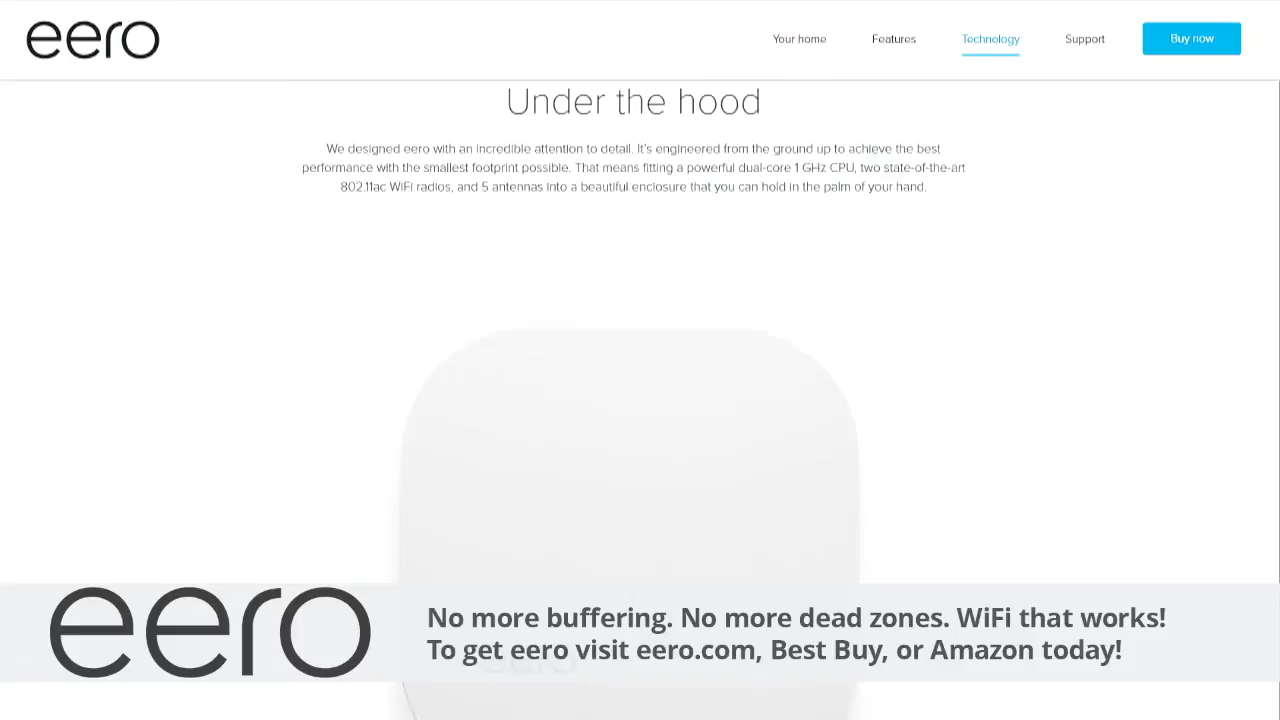 eero
Your home
Features
Technology
Support
Buy now
Under the hood
We designed eero with an incredible attention to detail. It's engineered from the ground up to achieve the best
performance with the smallest footprint possible. That means fitting a powerful dual-core 1 GHz CPU, two state-of-the-art
802.11ac WiFi radios, and 5 antennas into a beautiful enclosure that you can hold in the palm of your hand.
eero
No more buffering. No more dead zones. WiFi that works!
To get eero visit eero.com, Best Buy, or Amazon today!